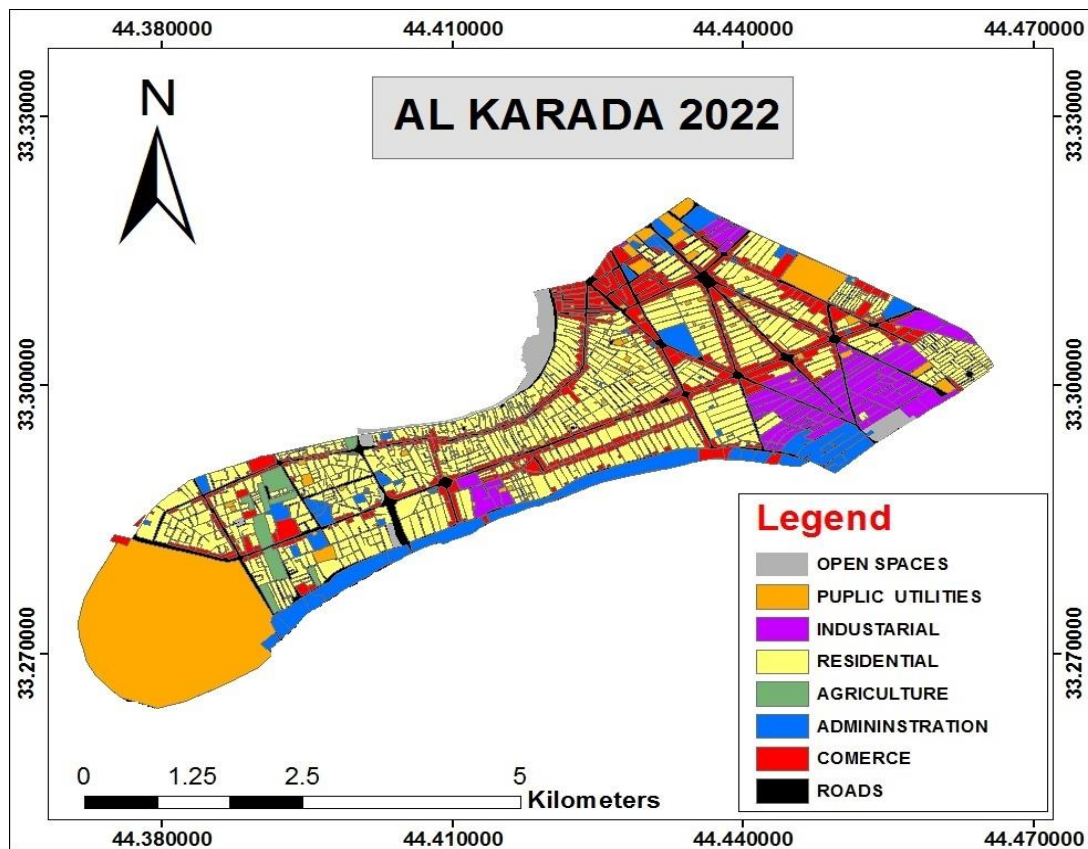 44.380000 44.410000 44.440000 44.470000
33.330000 33.330000
N
AL KARADA 2022
33.300000 33.300000
Legend
OPEN SPACES
PUPLIC UTILITIES
INDUSTARIAL
RESIDENTIAL
AGRICULTURE
ADMININSTRATION
COMERCE
ROADS
33.270000 33.270000
0 1.25 2.5 5
Kilometers
44.380000 44.410000 44.440000 44.470000